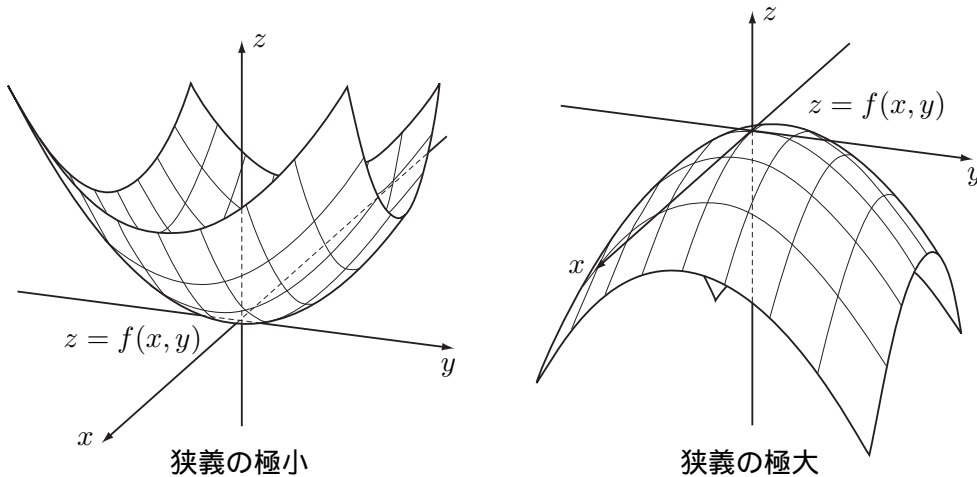 z
z = f(x, y)
y
x
狭義の極小
z
z = f(x, y)
y
x
狭義の極大